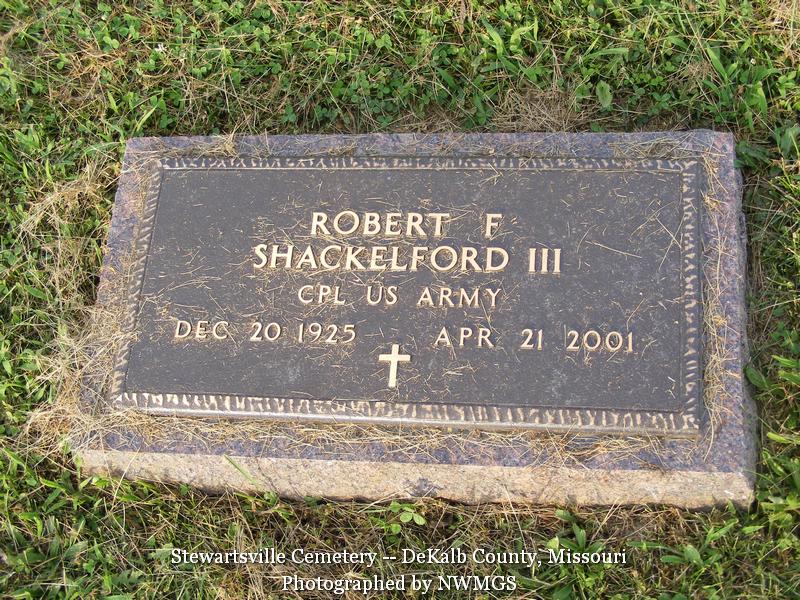 ROBERT F
SHACKELFORD III
CPL US ARMY
DEC 20 1925 APR 21 2001
Stewartsville Cemetery -- DeKalb County, Missouri
Photographed by NWMGS